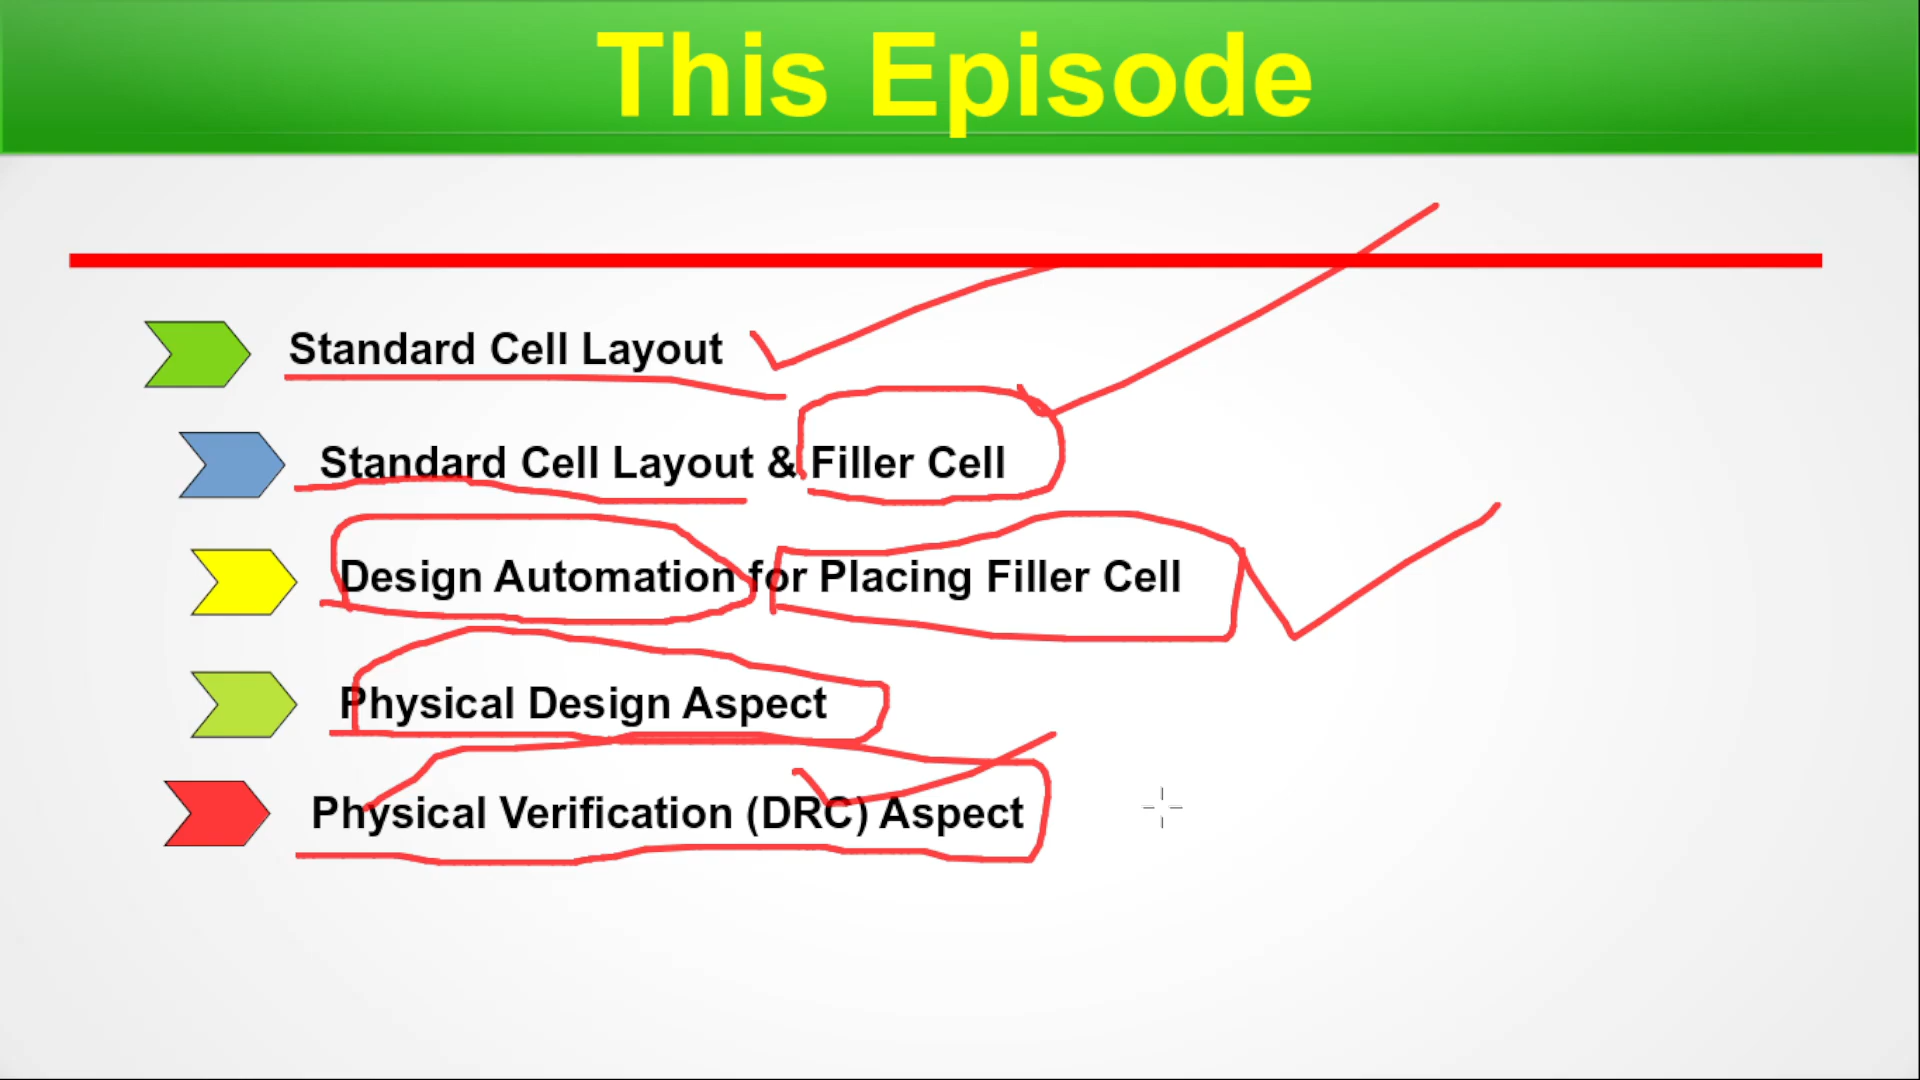 This Episode
Standard Cell Layout
Standard Cell Layout & Filler Cell
Design Automation for Placing Filler Cell
Physical Design Aspect
Physical Verification (DRC) Aspect